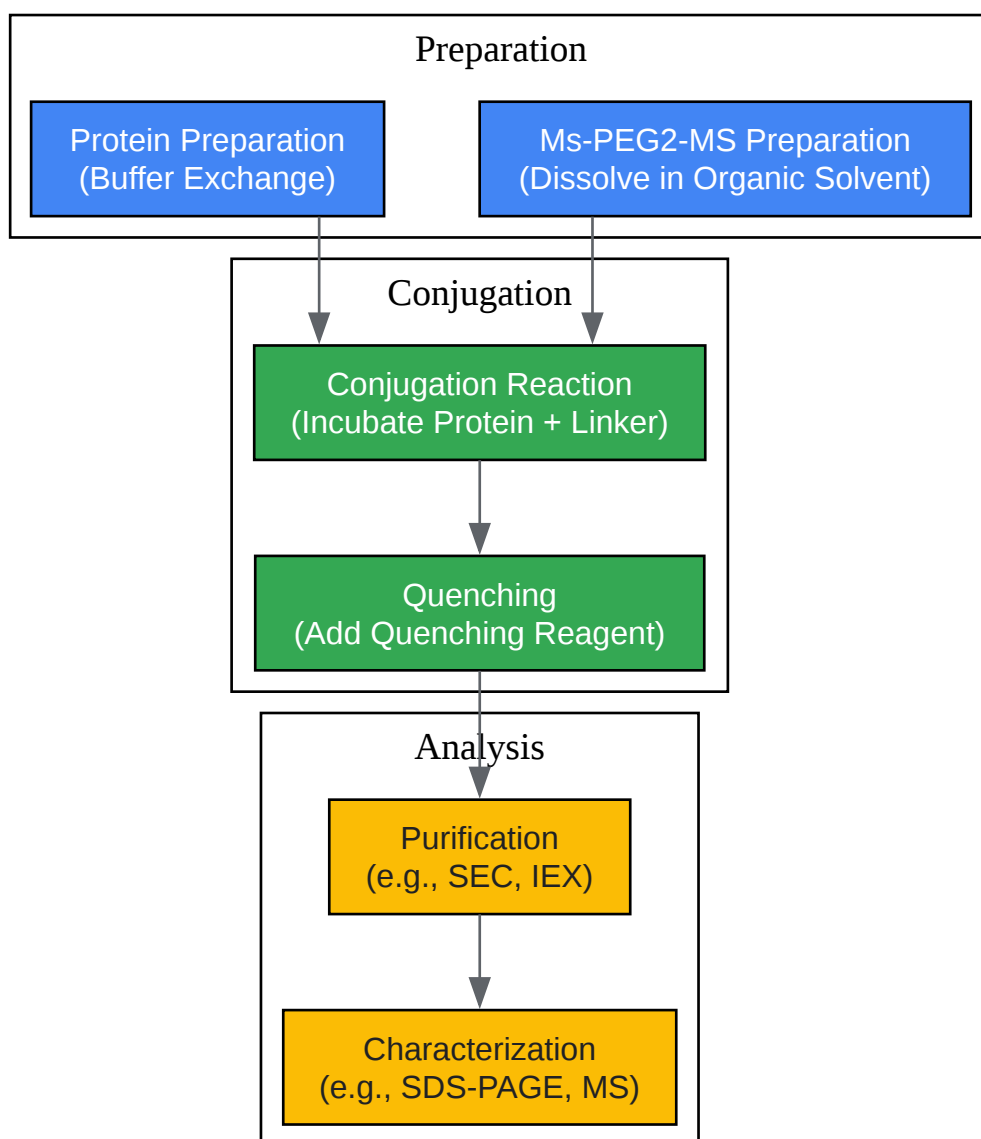 Preparation
Protein Preparation
(Buffer Exchange)
Ms-PEG2-MS Preparation
(Dissolve in Organic Solvent)
Conjugation
Conjugation Reaction
(Incubate Protein + Linker)
Quenching
(Add Quenching Reagent)
Analysis
Purification
(e.g., SEC, IEX)
Characterization
(e.g., SDS-PAGE, MS)